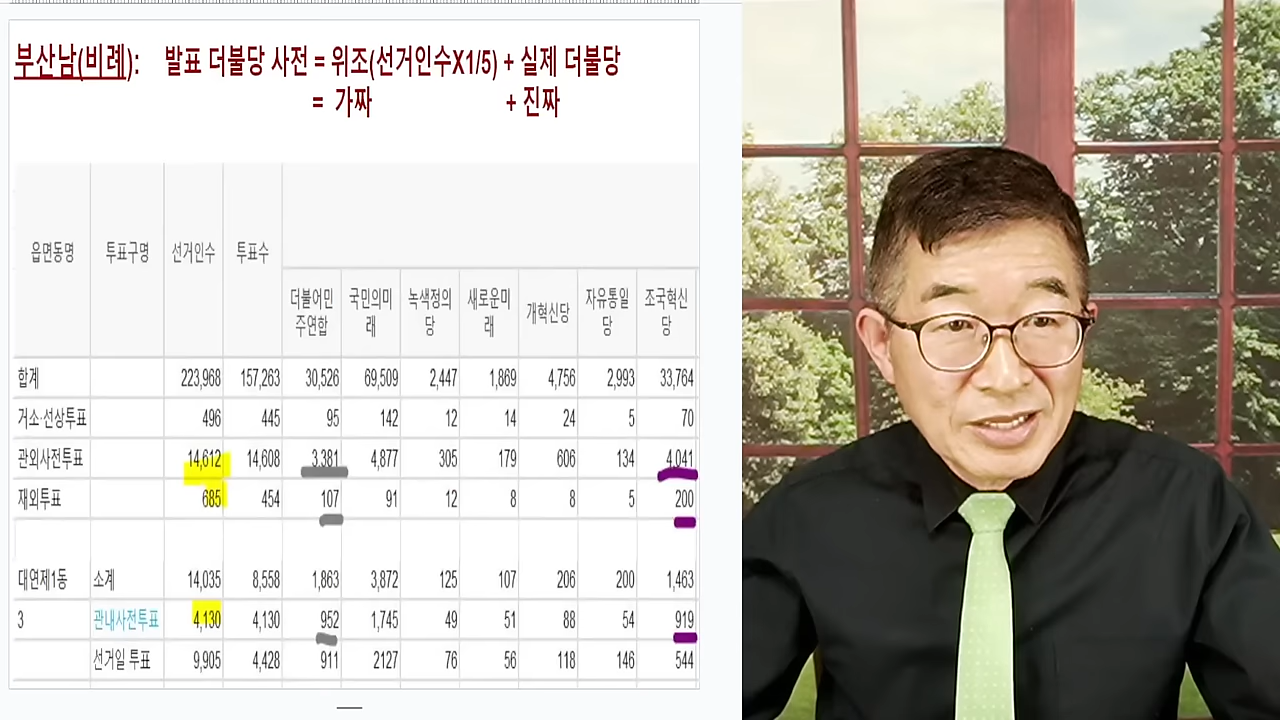 부산남(비례): 발표 더불당 사전 = 위조(선거인수X1/5) + 실제 더불당
= 가짜 + 진짜
읍면동명 투표구명 선거인수 투표수 더불어민주연합 국민의미래 녹색정의당 새로운미래 개혁신당 자유통일당 조국혁신당
합계 223,968 157,263 30,526 69,509 2,447 1,869 4,756 2,993 33,764
거소·선상투표 496 445 95 142 12 14 24 5 70
관외사전투표 14,612 14,608 3,381 4,877 305 179 606 134 4,041
재외투표 685 454 107 91 12 8 8 5 200
대연제1동 소계 14,035 8,558 1,863 3,872 125 107 206 200 1,463
3 관내사전투표 4,130 4,130 952 1,745 49 51 88 54 919
선거일 투표 9,905 4,428 911 2127 76 56 118 146 544